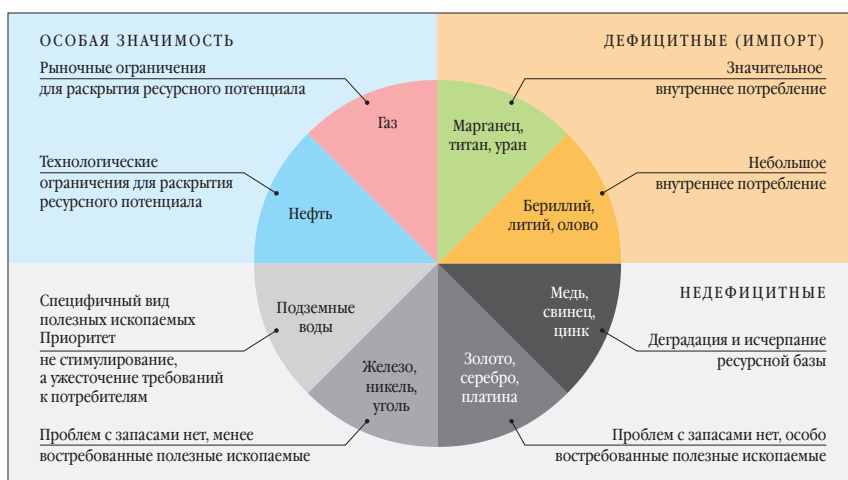 ОСОБАЯ ЗНАЧИМОСТЬ
Рыночные ограничения
для раскрытия ресурсного потенциала
Технологические
ограничения для раскрытия
ресурсного потенциала
ДЕФИЦИТНЫЕ (ИМПОРТ)
Значительное
внутреннее потребление
Небольшое
внутреннее потребление
Газ
Нефть
Марганец,
титан, уран
Бериллий,
литий, олово
Подземные
воды
Железо,
никель,
уголь
Золото,
серебро,
платина
Медь,
свинец,
цинк
Специфичный вид
полезных ископаемых
Приоритет
не стимулирование,
а ужесточение требований
к потребителям
Проблем с запасами нет, менее
востребованные полезные ископаемые
НЕДЕФИЦИТНЫЕ
Деградация и исчерпание
ресурсной базы
Проблем с запасами нет, особо
востребованные полезные ископаемые